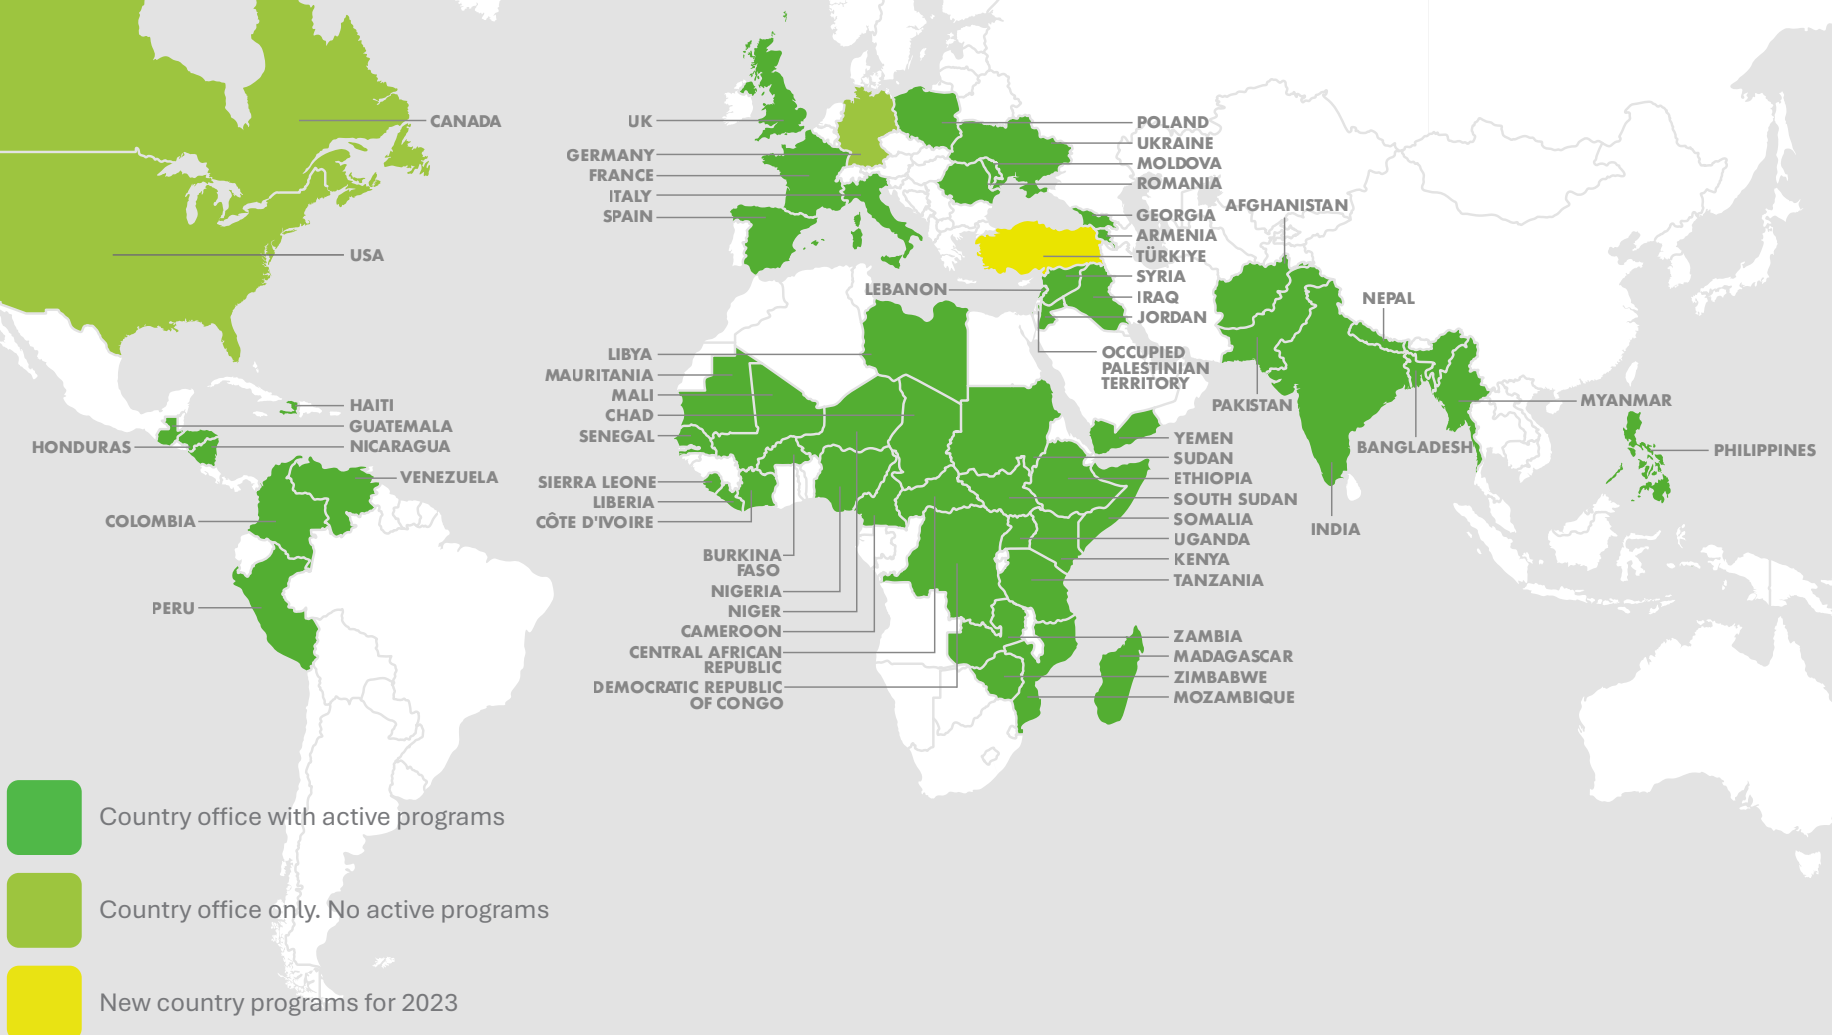 CANADA
USA
HAITI
GUATEMALA
HONDURAS
NICARAGUA
VENEZUELA
COLOMBIA
PERU
UK
GERMANY
FRANCE
ITALY
SPAIN
POLAND
UKRAINE
MOLDOVA
ROMANIA
GEORGIA
ARMENIA
TÜRKIYE
SYRIA
LEBANON
IRAQ
JORDAN
OCCUPIED
PALESTINIAN
TERRITORY
AFGHANISTAN
NEPAL
PAKISTAN
BANGLADESH
MYANMAR
INDIA
PHILIPPINES
LIBYA
MAURITANIA
MALI
CHAD
SENEGAL
SIERRA LEONE
LIBERIA
CÔTE D'IVOIRE
BURKINA
FASO
NIGERIA
NIGER
CAMEROON
CENTRAL AFRICAN
REPUBLIC
DEMOCRATIC REPUBLIC
OF CONGO
YEMEN
SUDAN
ETHIOPIA
SOUTH SUDAN
SOMALIA
UGANDA
KENYA
TANZANIA
ZAMBIA
MADAGASCAR
ZIMBABWE
MOZAMBIQUE
Country office with active programs
Country office only. No active programs
New country programs for 2023